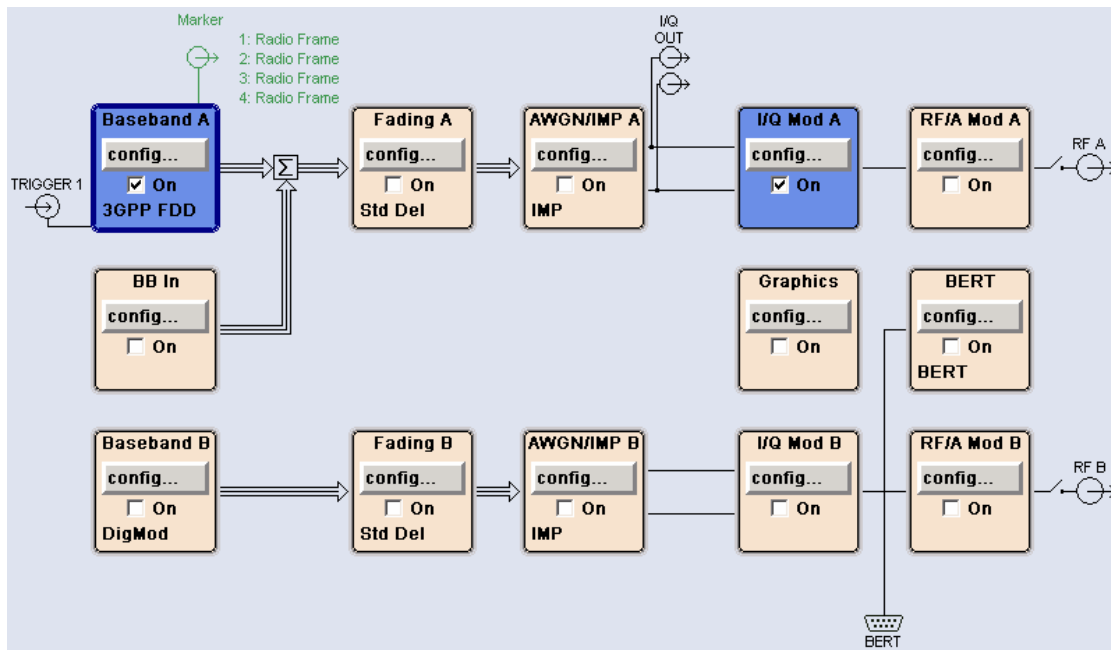 Marker
1: Radio Frame
2: Radio Frame
3: Radio Frame
4: Radio Frame
I/Q
OUT
Baseband A
config...
On
3GPP FDD
TRIGGER 1
Σ
Fading A
config...
On
Std Del
AWGN/IMP A
config...
On
IMP
I/Q Mod A
config...
On
RF/A Mod A
config...
On
RF A
BB In
config...
On
Graphics
config...
On
BERT
config...
On
BERT
Baseband B
config...
On
DigMod
Fading B
config...
On
Std Del
AWGN/IMP B
config...
On
IMP
I/Q Mod B
config...
On
RF/A Mod B
config...
On
RF B
BERT